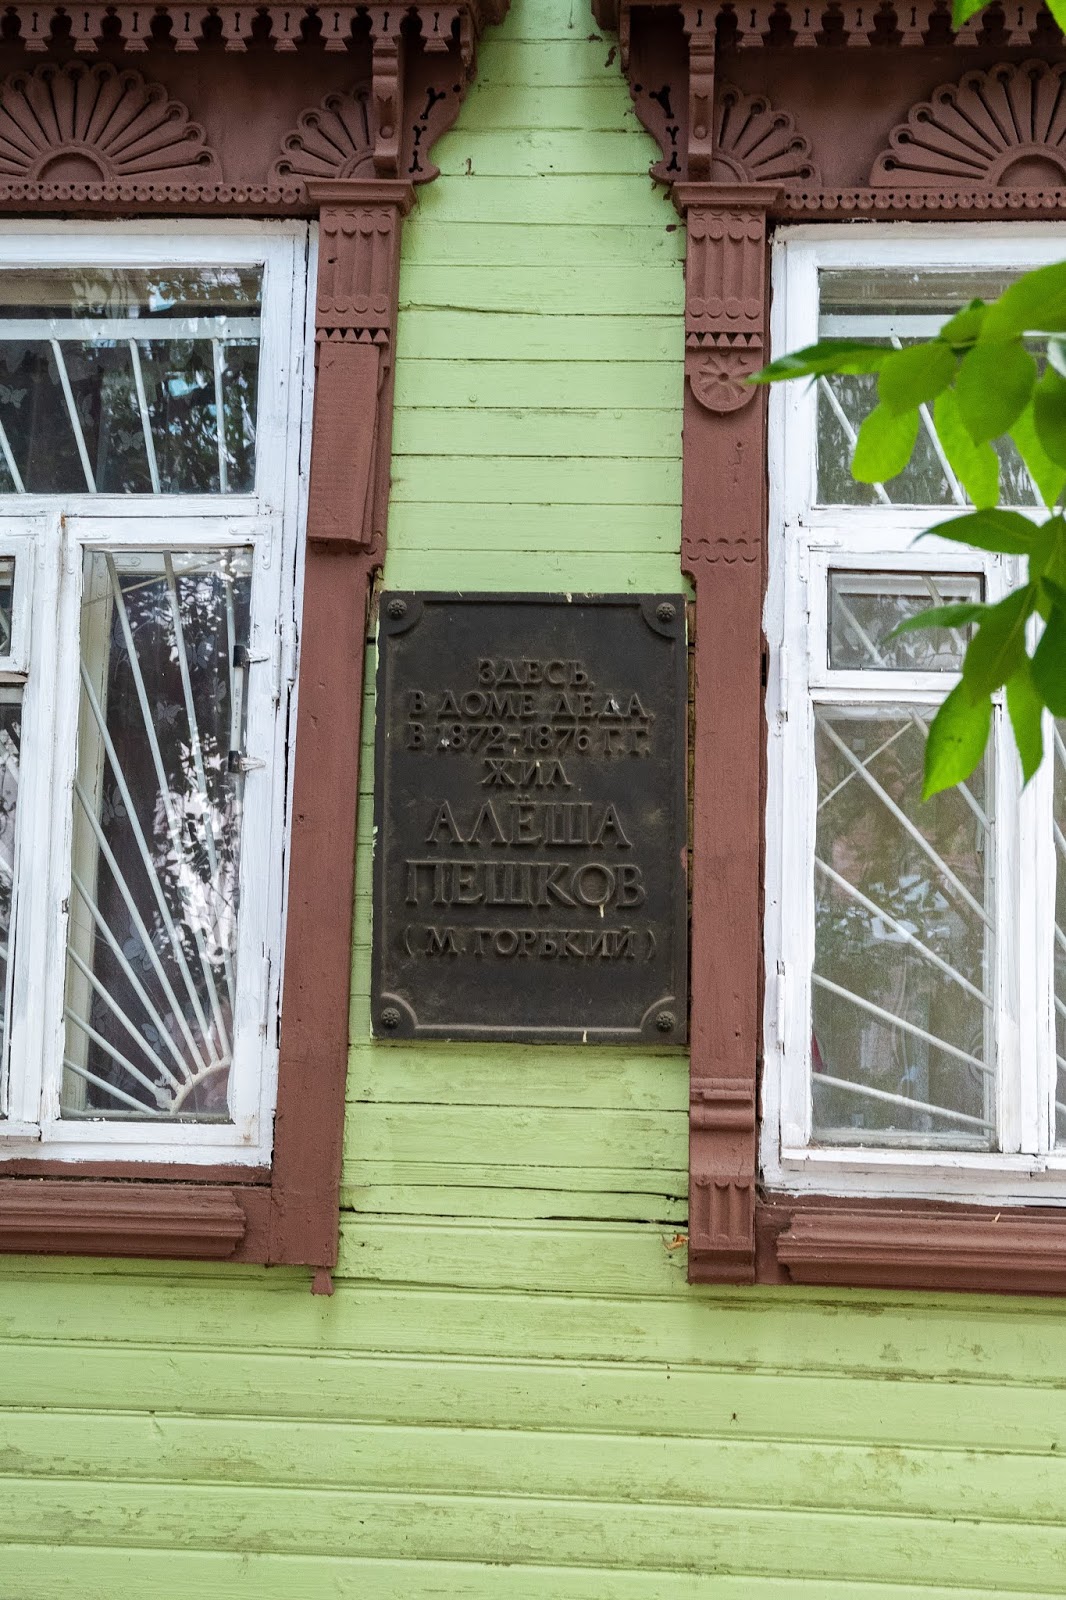 ЗДЕСЬ,
В ДОМЕ ДЕДА,
В 1872-1876 Г.Г.
ЖИЛ
АЛЁША
ПЕШКОВ
(М. ГОРЬКИЙ)